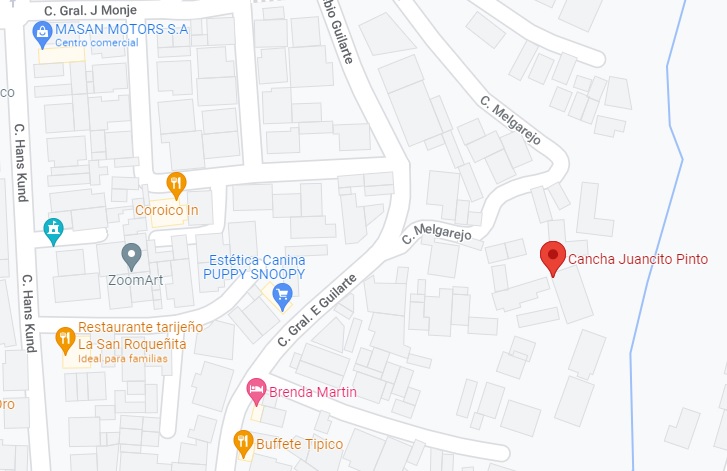 C. Gral. J Monje
MASAN MOTORS S.A
Centro comercial
bio Guilarte
co
C. Hans Kund
C. Melgarejo
Coroico In
C. Melgarejo
Estética Canina
PUPPY SNOOPY
Cancha Juancito Pinto
ZoomArt
C. Hans Kund
C. Gral. E Guilarte
Restaurante tarijeño
La San Roqueñita
Ideal para familias
Brenda Martin
Oro
Buffete Tipico